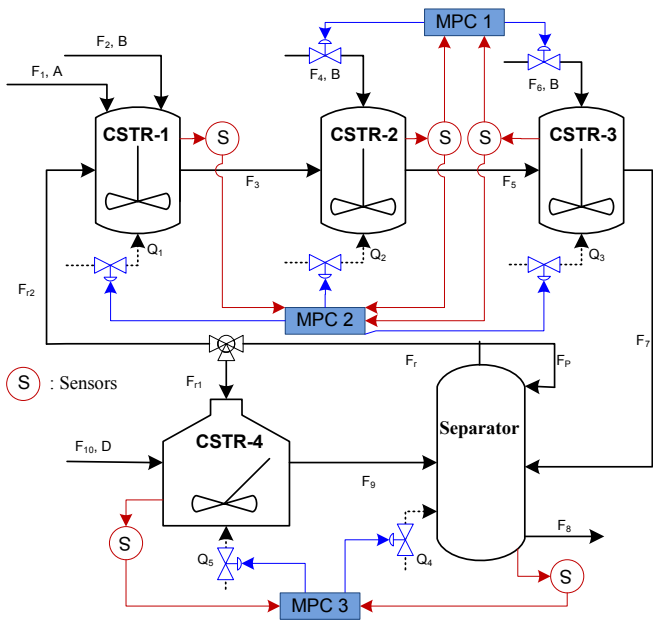 MPC 1
F2, B
F1, A
F4, B
F6, B
CSTR-1
S
CSTR-2
S
S
CSTR-3
F3
F5
Q1
Q2
Q3
Fr2
MPC 2
F7
Fr
FP
Fr1
S : Sensors
Separator
CSTR-4
F10, D
F9
F8
S
Q5
Q4
S
MPC 3